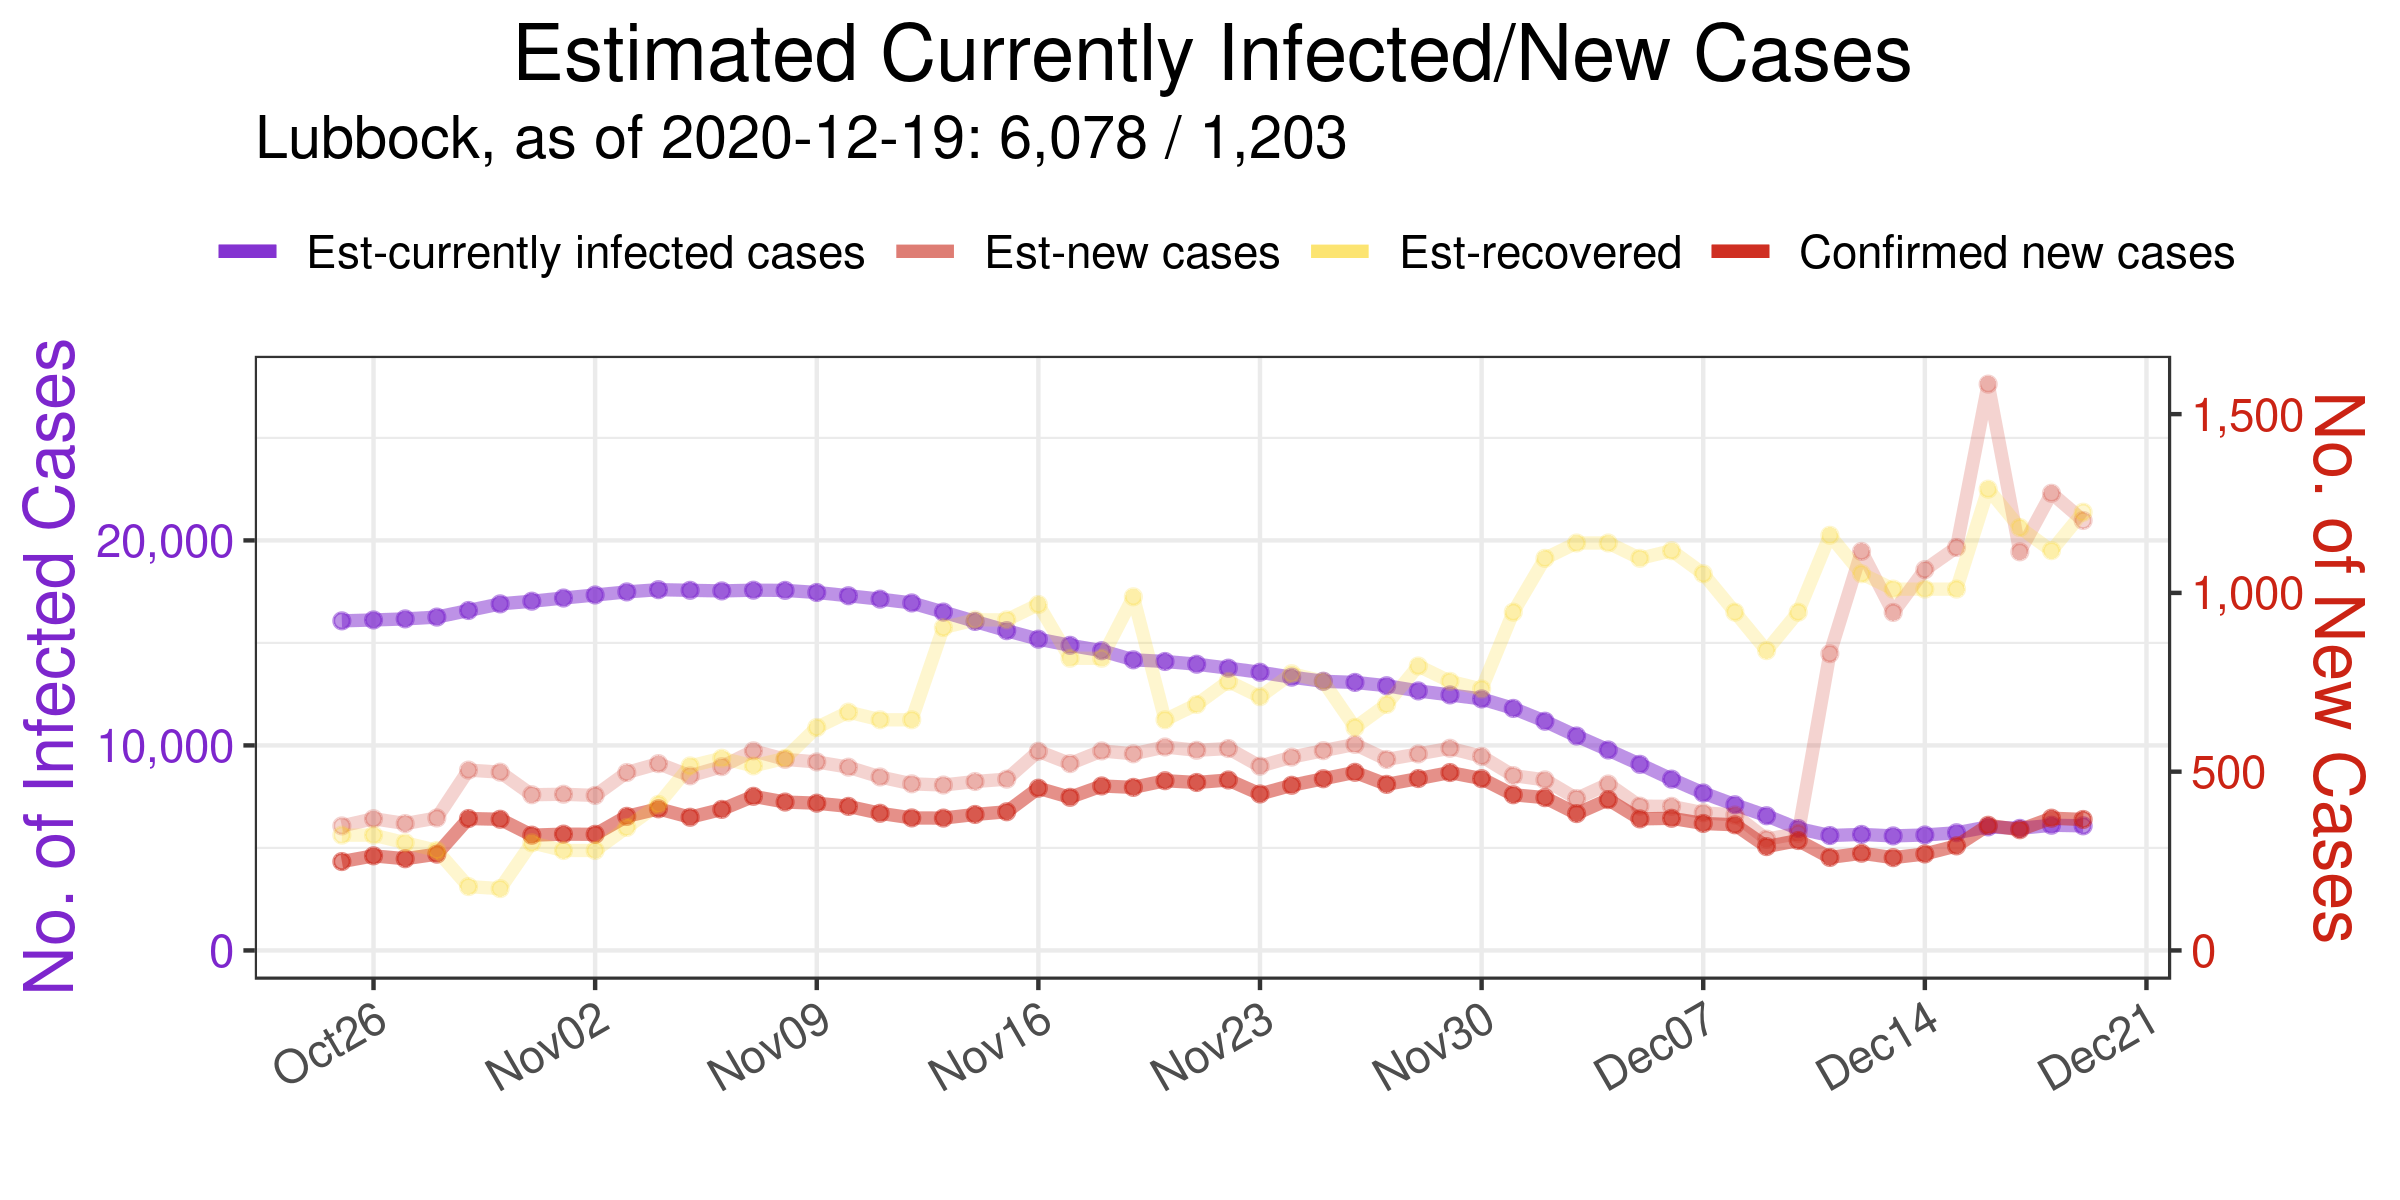 Estimated Currently Infected/New Cases
Lubbock, as of 2020-12-19: 6,078 / 1,203
Est-currently infected cases Est-new cases Est-recovered Confirmed new cases
No. of Infected Cases
20,000
10,000
0
1,500
1,000
500
0
No. of New Cases
Oct26 Nov02 Nov09 Nov16 Nov23 Nov30 Dec07 Dec14 Dec21